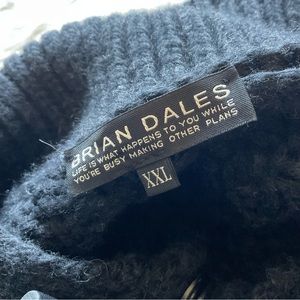 BRIAN DALES
LIFE IS WHAT HAPPENS TO YOU WHILE
YOU'RE BUSY MAKING OTHER PLANS
XXL